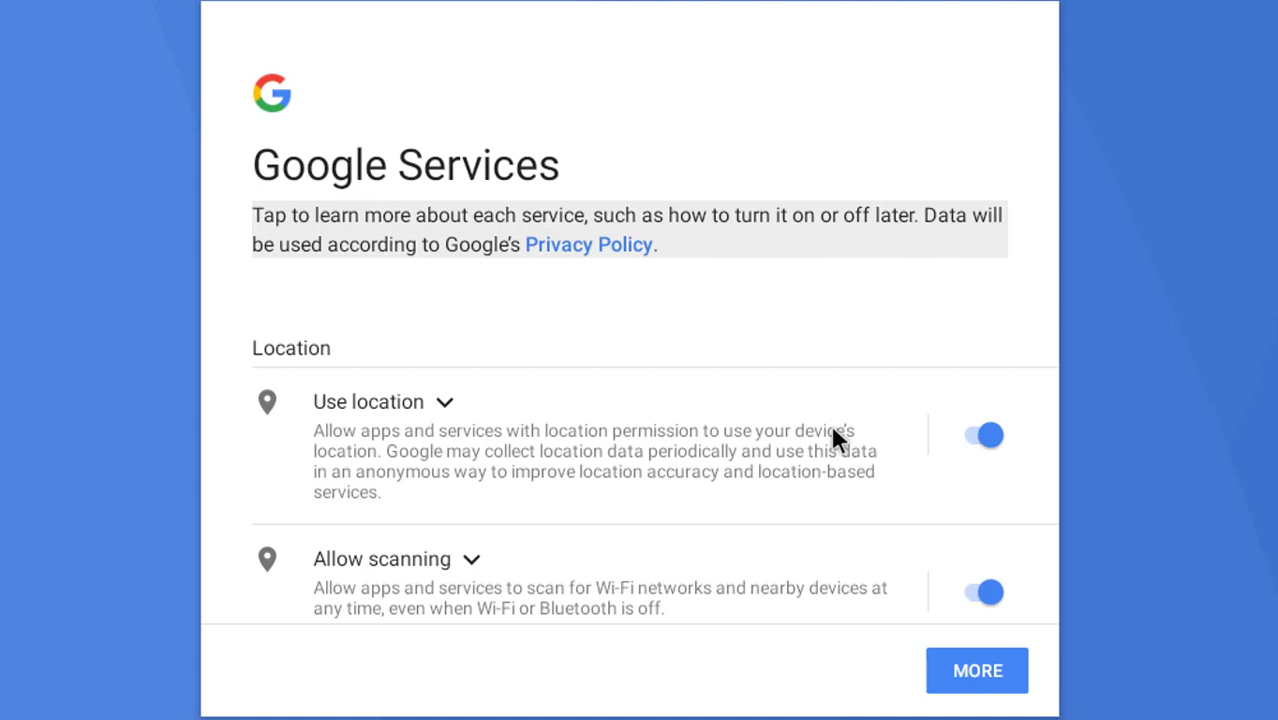 Google Services
Tap to learn more about each service, such as how to turn it on or off later. Data will
be used according to Google's Privacy Policy.
Location
Use location
Allow apps and services with location permission to use your device's
location. Google may collect location data periodically and use this data
in an anonymous way to improve location accuracy and location-based
services.
Allow scanning
Allow apps and services to scan for Wi-Fi networks and nearby devices at
any time, even when Wi-Fi or Bluetooth is off.
MORE